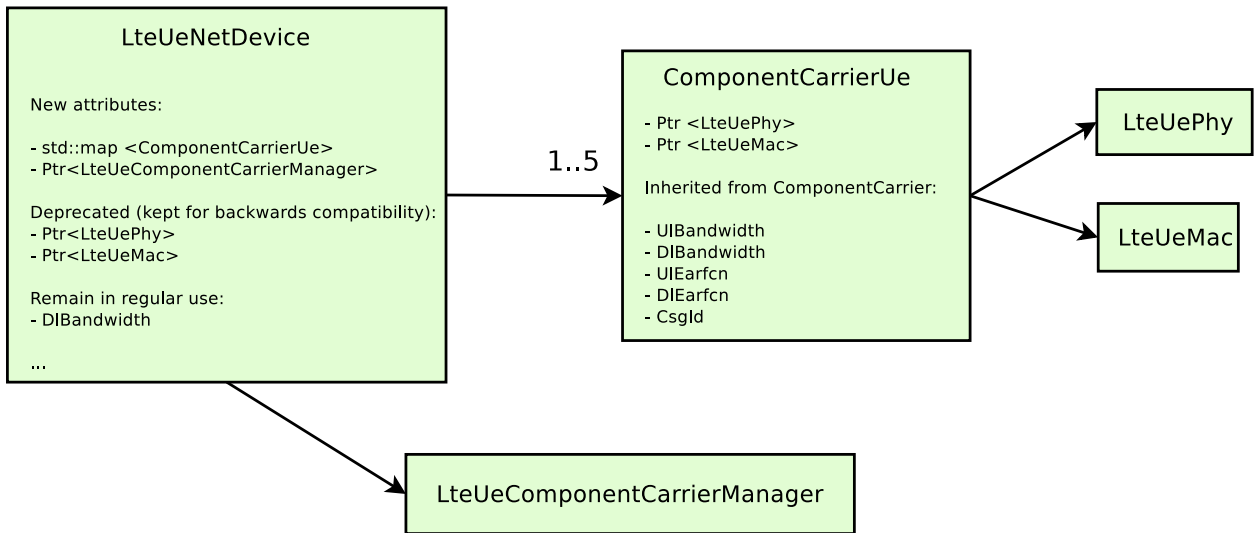 LteUeNetDevice
New attributes:
- std::map <ComponentCarrierUe>
- Ptr<LteUeComponentCarrierManager>
Deprecated (kept for backwards compatibility):
- Ptr<LteUePhy>
- Ptr<LteUeMac>
Remain in regular use:
- DlBandwidth
...
1..5
ComponentCarrierUe
- Ptr <LteUePhy>
- Ptr <LteUeMac>
Inherited from ComponentCarrier:
- UlBandwidth
- DlBandwidth
- UlEarfcn
- DlEarfcn
- CsgId
LteUePhy
LteUeMac
LteUeComponentCarrierManager